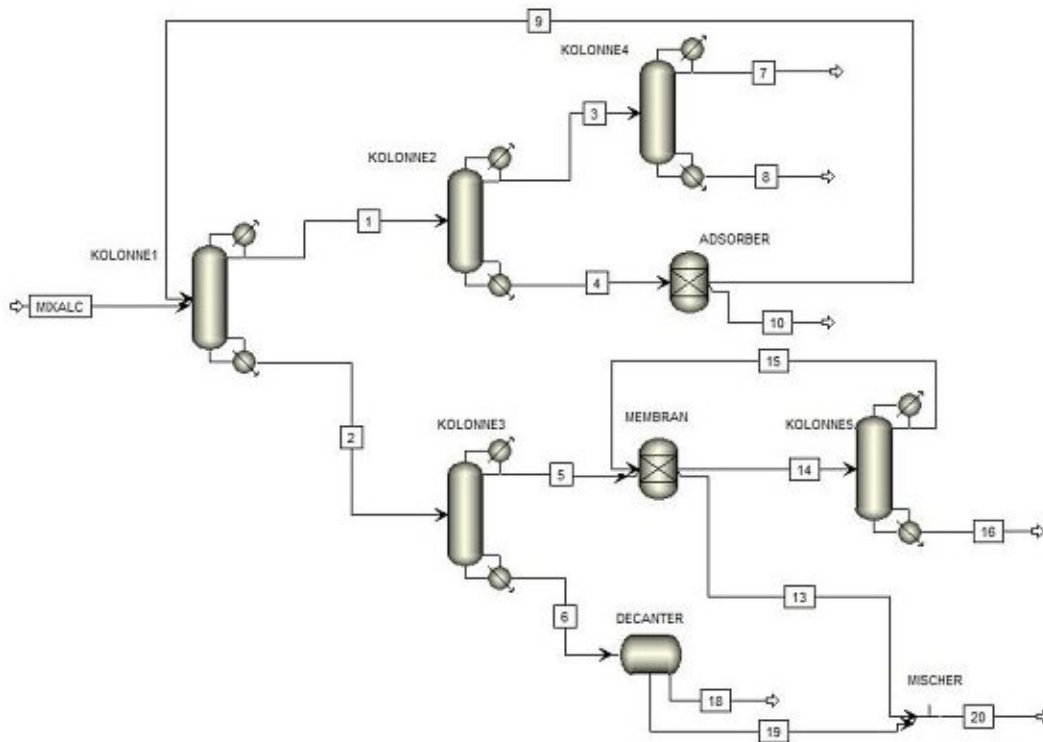 9
KOLONNE4
7
3
KOLONNE2
8
KOLONNE1
1
ADSORBER
MIXALC
4
10
15
KOLONNE3
MEMBRAN
KOLONNE5
2
5
14
16
13
6
DECANTER
MISCHER
18
20
19